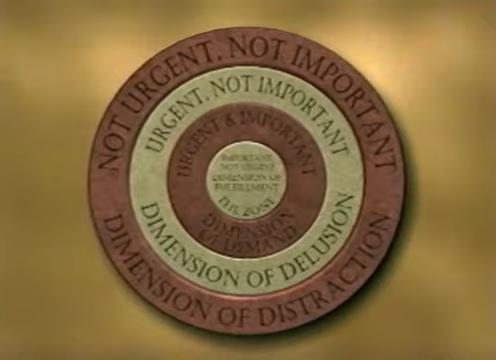 NOT URGENT, NOT IMPORTANT
URGENT, NOT IMPORTANT
URGENT & IMPORTANT
IMPORTANT
NOT URGENT
DIMENSION OF
FULFILLMENT
THE ZONE
DIMENSION
OF DEMAND
DIMENSION OF DELUSION
DIMENSION OF DISTRACTION